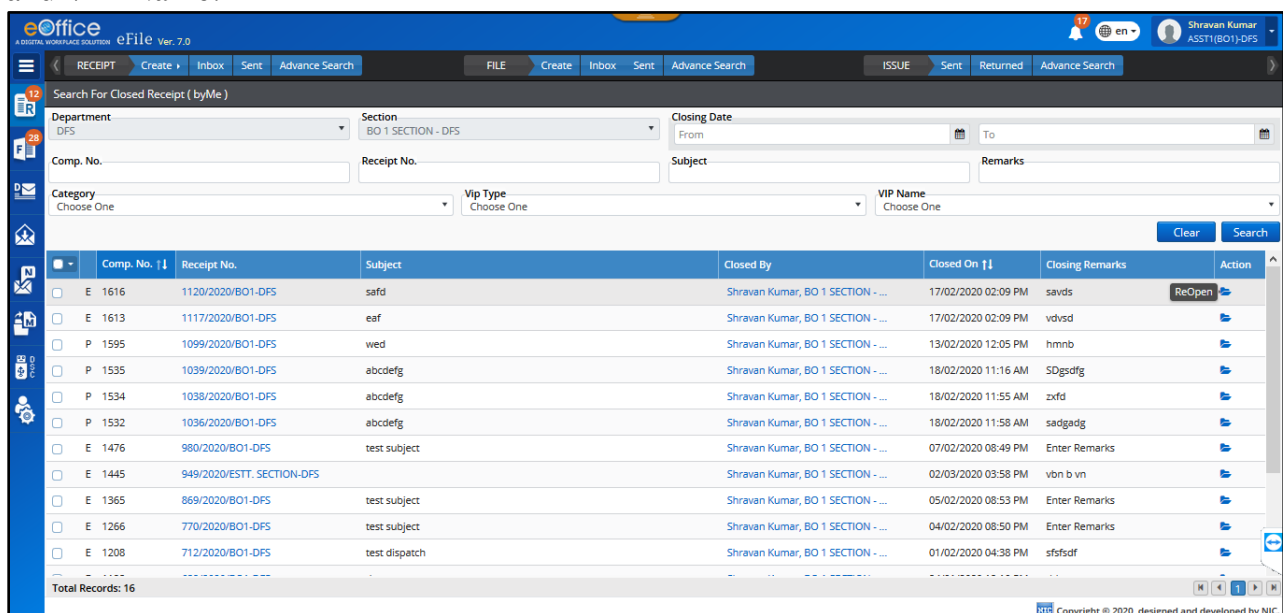 eOffice
A DIGITAL WORKPLACE SOLUTION eFile Ver. 7.0
17 en Shravan Kumar
ASST1(BO1)-DFS
RECEIPT Create Inbox Sent Advance Search FILE Create Inbox Sent Advance Search ISSUE Sent Returned Advance Search
12 R
28 F
D
N
M
DSC
Search For Closed Receipt ( byMe )
Department Section Closing Date
DFS BO 1 SECTION - DFS From To
Comp. No. Receipt No. Subject Remarks
Category Vip Type VIP Name
Choose One Choose One Choose One
Clear Search
Comp. No. Receipt No. Subject Closed By Closed On Closing Remarks Action
E 1616 1120/2020/BO1-DFS safd Shravan Kumar, BO 1 SECTION - ... 17/02/2020 02:09 PM savds ReOpen
E 1613 1117/2020/BO1-DFS eaf Shravan Kumar, BO 1 SECTION - ... 17/02/2020 02:09 PM vdvsd
P 1595 1099/2020/BO1-DFS wed Shravan Kumar, BO 1 SECTION - ... 13/02/2020 12:05 PM hmnb
P 1535 1039/2020/BO1-DFS abcdefg Shravan Kumar, BO 1 SECTION - ... 18/02/2020 11:16 AM SDgsdfg
P 1534 1038/2020/BO1-DFS abcdefg Shravan Kumar, BO 1 SECTION - ... 18/02/2020 11:55 AM zxfd
P 1532 1036/2020/BO1-DFS abcdefg Shravan Kumar, BO 1 SECTION - ... 18/02/2020 11:58 AM sadgadg
E 1476 980/2020/BO1-DFS test subject Shravan Kumar, BO 1 SECTION - ... 07/02/2020 08:49 PM Enter Remarks
E 1445 949/2020/ESTT. SECTION-DFS Shravan Kumar, BO 1 SECTION - ... 02/03/2020 03:58 PM vbn b vn
E 1365 869/2020/BO1-DFS test subject Shravan Kumar, BO 1 SECTION - ... 05/02/2020 08:53 PM Enter Remarks
E 1266 770/2020/BO1-DFS test subject Shravan Kumar, BO 1 SECTION - ... 04/02/2020 08:50 PM Enter Remarks
E 1208 712/2020/BO1-DFS test dispatch Shravan Kumar, BO 1 SECTION - ... 01/02/2020 04:38 PM sfsfsdf
Total Records: 16 1
NIC Copyright © 2020, designed and developed by NIC